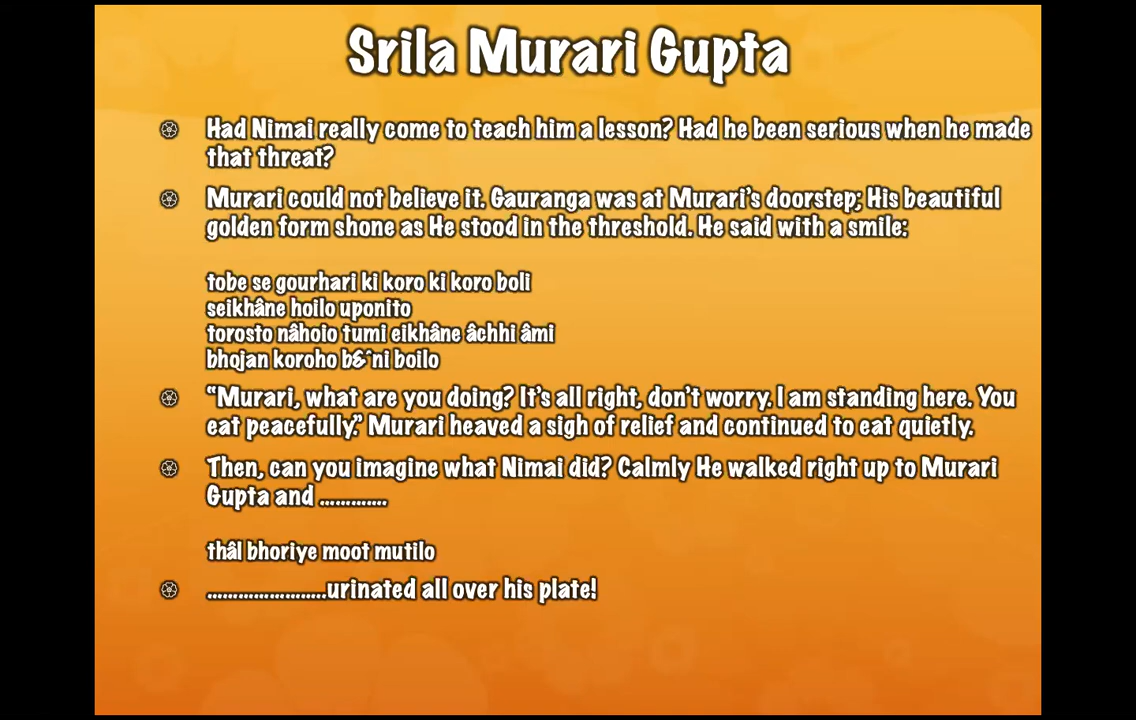 Srila Murari Gupta
Had Nimai really come to teach him a lesson? Had he been serious when he made
that threat?
Murari could not believe it. Gauranga was at Murari's doorstep; His beautiful
golden form shone as He stood in the threshold. He said with a smile:
tobe se gourhari ki koro ki koro boli
seikhâne hoilo uponito
torosto nâhoio tumi eikhâne âchhi âmi
bhojan koroho b&ˆni boilo
“Murari, what are you doing? It's all right, don't worry. I am standing here. You
eat peacefully.” Murari heaved a sigh of relief and continued to eat quietly.
Then, can you imagine what Nimai did? Calmly He walked right up to Murari
Gupta and .............
thâl bhoriye moot mutilo
.......................urinated all over his plate!